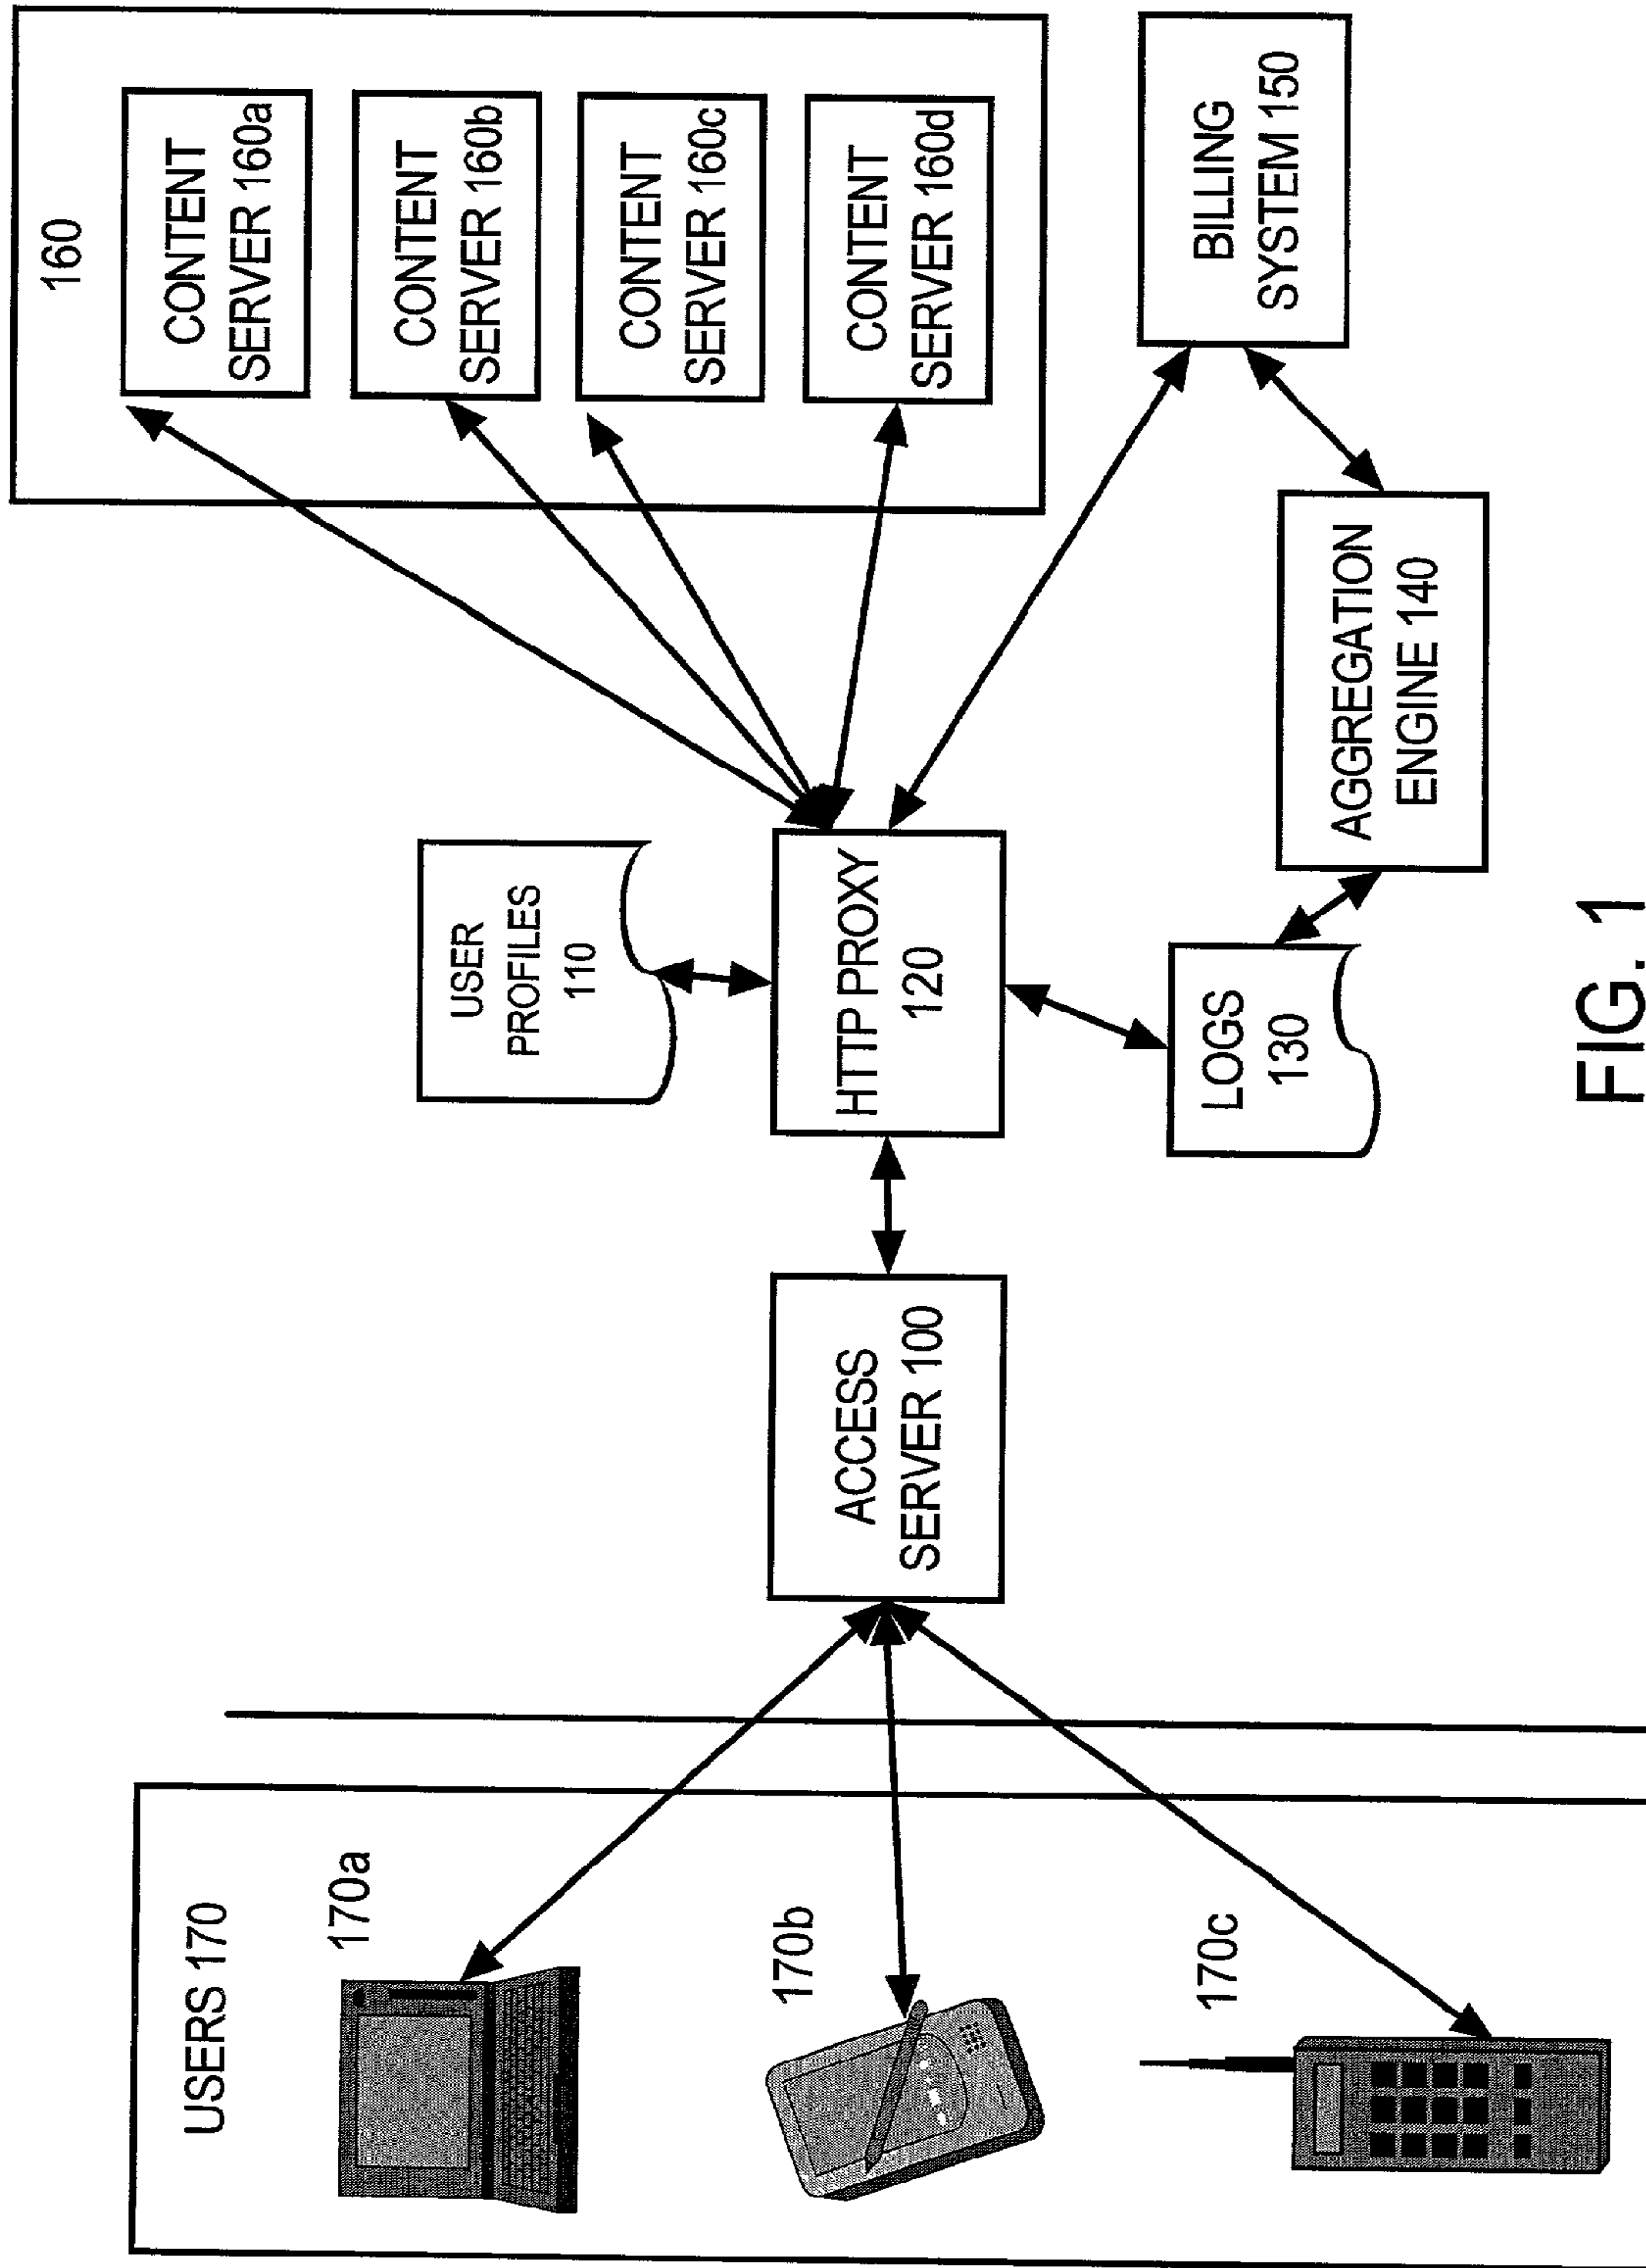 USERS 170
170a
170b
170c
ACCESS
SERVER 100
USER
PROFILES
110
HTTP PROXY
120
LOGS
130
160
CONTENT
SERVER 160a
CONTENT
SERVER 160b
CONTENT
SERVER 160c
CONTENT
SERVER 160d
BILLING
SYSTEM 150
AGGREGATION
ENGINE 140
FIG. 1